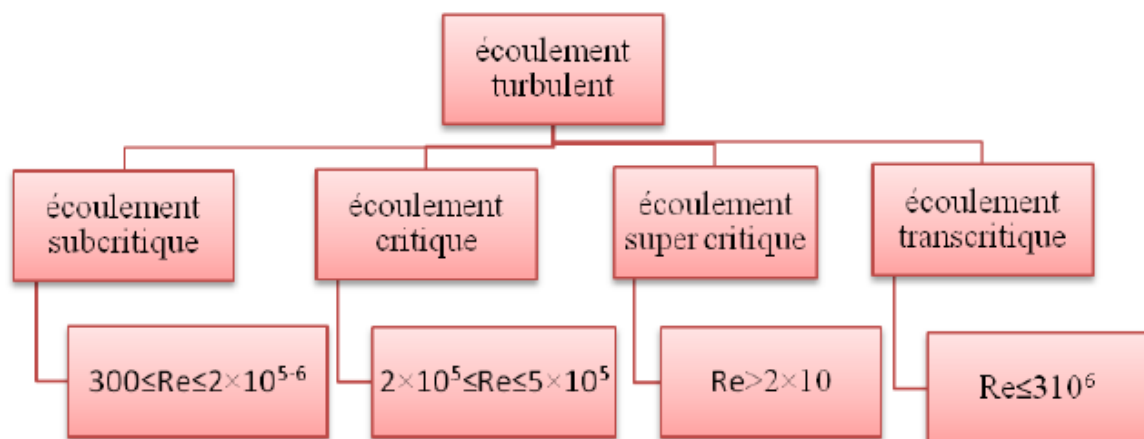 écoulement
turbulent
écoulement
subcritique
écoulement
critique
écoulement
super critique
écoulement
transcritique
300≤Re≤2×10⁵⁻⁶
2×10⁵≤Re≤5×10⁵
Re>2×10
Re≤310⁶